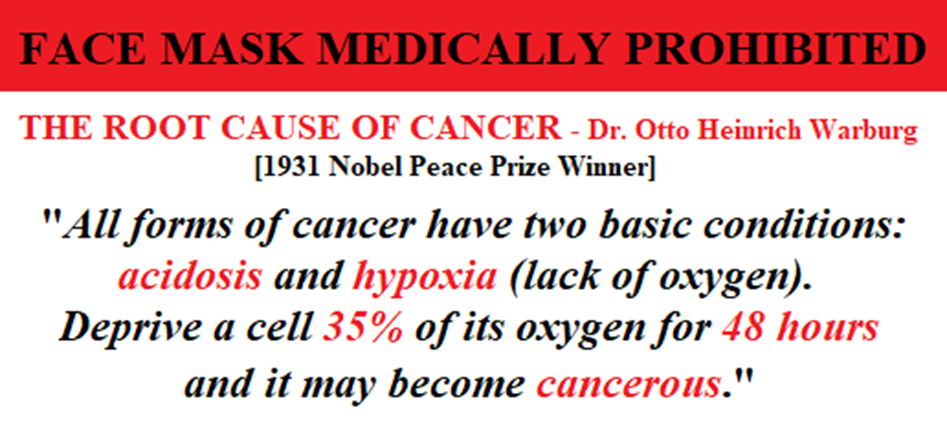 FACE MASK MEDICALLY PROHIBITED
THE ROOT CAUSE OF CANCER - Dr. Otto Heinrich Warburg
[1931 Nobel Peace Prize Winner]
"All forms of cancer have two basic conditions:
acidosis and hypoxia (lack of oxygen).
Deprive a cell 35% of its oxygen for 48 hours
and it may become cancerous."